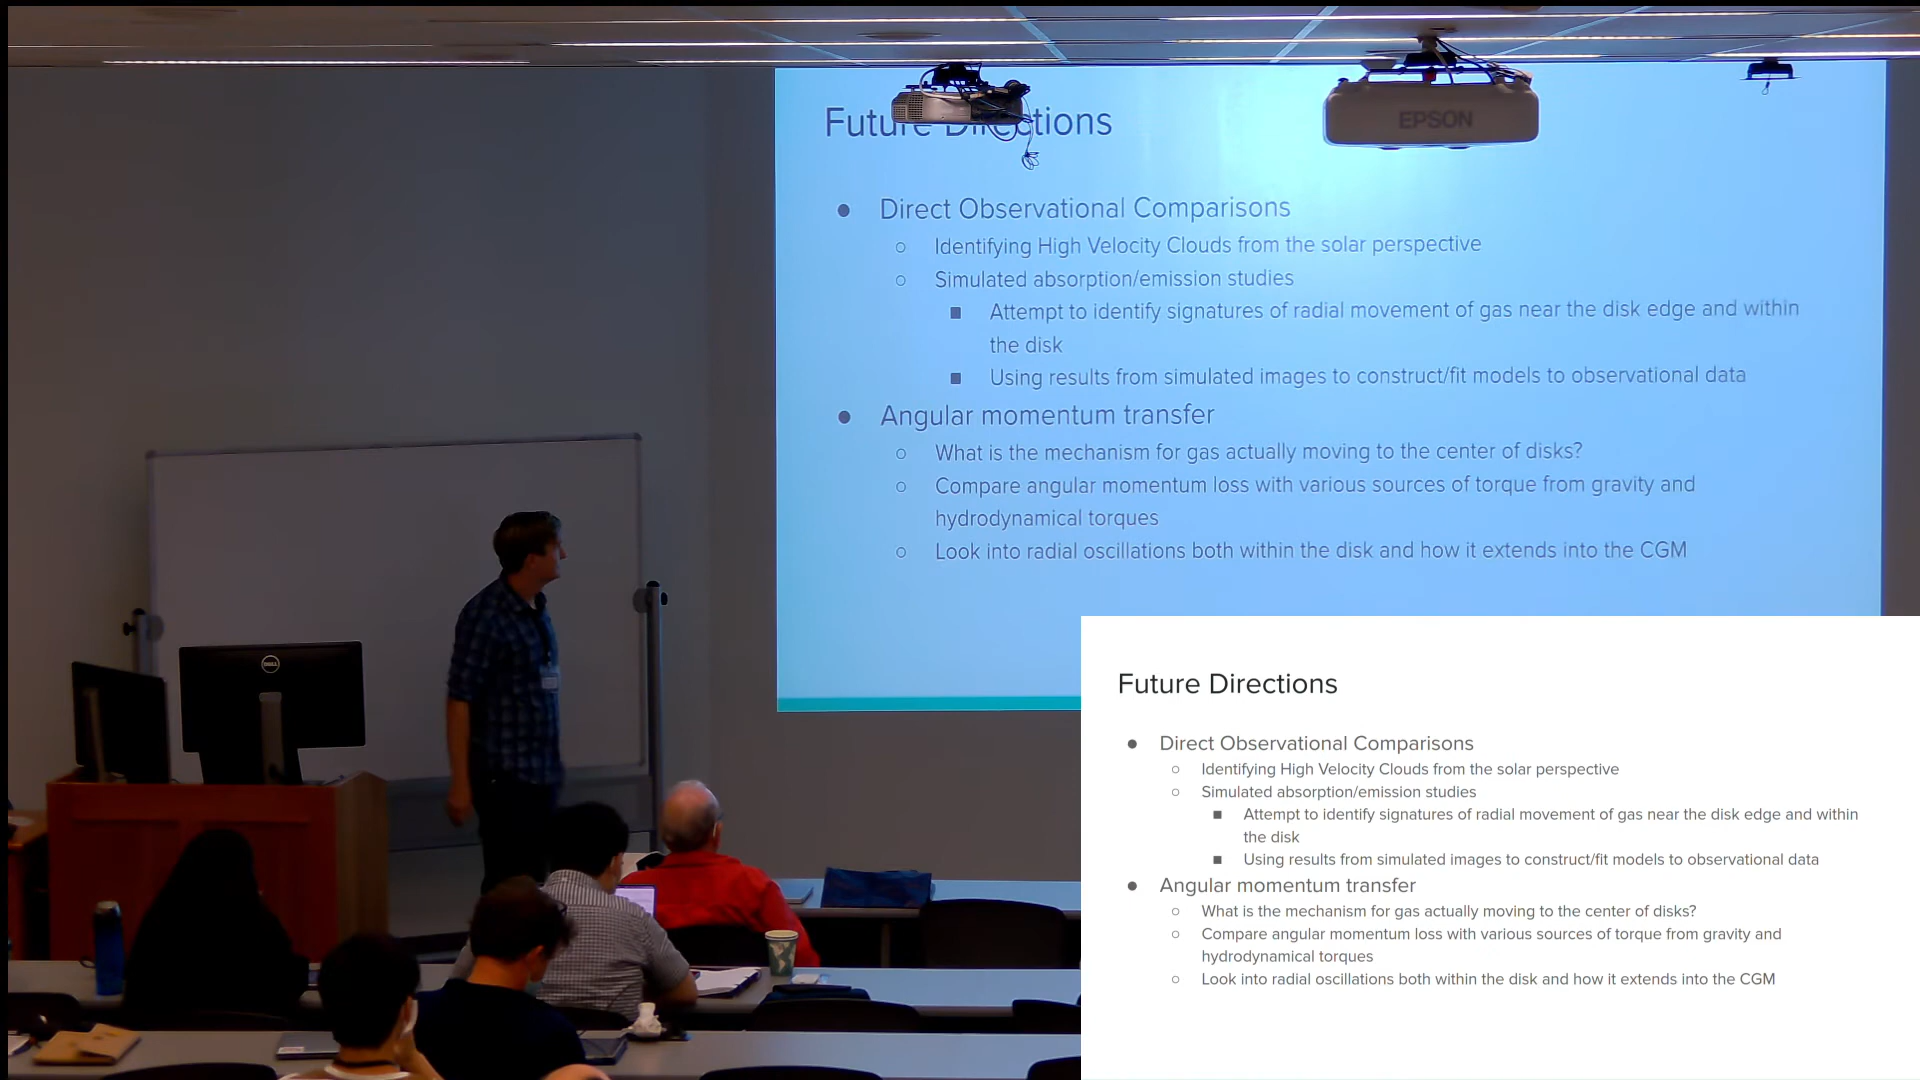 Future Directions
EPSON
● Direct Observational Comparisons
○ Identifying High Velocity Clouds from the solar perspective
○ Simulated absorption/emission studies
■ Attempt to identify signatures of radial movement of gas near the disk edge and within
the disk
■ Using results from simulated images to construct/fit models to observational data
● Angular momentum transfer
○ What is the mechanism for gas actually moving to the center of disks?
○ Compare angular momentum loss with various sources of torque from gravity and
hydrodynamical torques
○ Look into radial oscillations both within the disk and how it extends into the CGM
DELL
Future Directions
● Direct Observational Comparisons
○ Identifying High Velocity Clouds from the solar perspective
○ Simulated absorption/emission studies
■ Attempt to identify signatures of radial movement of gas near the disk edge and within
the disk
■ Using results from simulated images to construct/fit models to observational data
● Angular momentum transfer
○ What is the mechanism for gas actually moving to the center of disks?
○ Compare angular momentum loss with various sources of torque from gravity and
hydrodynamical torques
○ Look into radial oscillations both within the disk and how it extends into the CGM